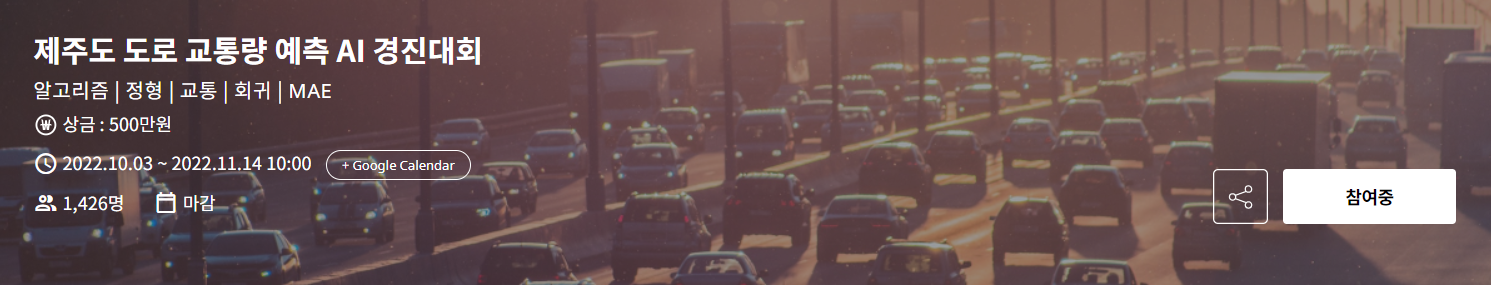 제주도 도로 교통량 예측 AI 경진대회
알고리즘 | 정형 | 교통 | 회귀 | MAE
₩ 상금 : 500만원
2022.10.03 ~ 2022.11.14 10:00 + Google Calendar
1,426명 마감
참여중